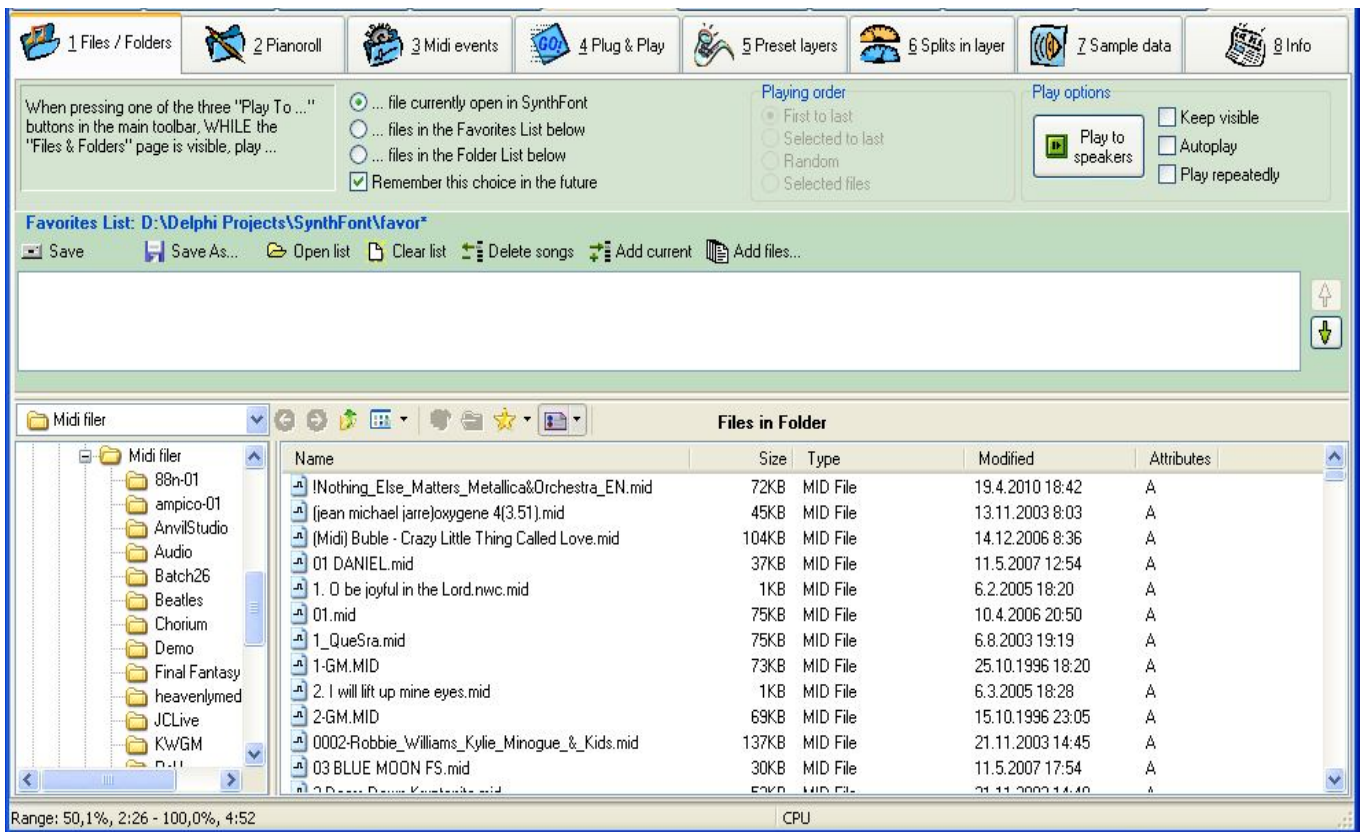 1 Files / Folders 2 Pianoroll 3 Midi events 4 Plug & Play 5 Preset layers 6 Splits in layer 7 Sample data 8 Info
When pressing one of the three "Play To ..."
buttons in the main toolbar, WHILE the
"Files & Folders" page is visible, play ...
... file currently open in SynthFont
... files in the Favorites List below
... files in the Folder List below
Remember this choice in the future
Playing order
First to last
Selected to last
Random
Selected files
Play options
Play to
speakers
Keep visible
Autoplay
Play repeatedly
Favorites List: D:\Delphi Projects\SynthFont\favor*
Save Save As... Open list Clear list Delete songs Add current Add files...
Midi filer
Files in Folder
Midi filer
88n-01
ampico-01
AnvilStudio
Audio
Batch26
Beatles
Chorium
Demo
Final Fantasy
heavenlymed
JCLive
KWGM
Name Size Type Modified Attributes
!Nothing_Else_Matters_Metallica&Orchestra_EN.mid 72KB MID File 19.4.2010 18:42 A
(jean michael jarre)oxygene 4(3.51).mid 45KB MID File 13.11.2003 8:03 A
(Midi) Buble - Crazy Little Thing Called Love.mid 104KB MID File 14.12.2006 8:36 A
01 DANIEL.mid 37KB MID File 11.5.2007 12:54 A
1. O be joyful in the Lord.nwc.mid 1KB MID File 6.2.2005 18:20 A
01.mid 75KB MID File 10.4.2006 20:50 A
1_QueSra.mid 75KB MID File 6.8.2003 19:19 A
1-GM.MID 73KB MID File 25.10.1996 18:20 A
2. I will lift up mine eyes.mid 1KB MID File 6.3.2005 18:28 A
2-GM.MID 69KB MID File 15.10.1996 23:05 A
0002-Robbie_Williams_Kylie_Minogue_&_Kids.mid 137KB MID File 21.11.2003 14:45 A
03 BLUE MOON FS.mid 30KB MID File 11.5.2007 17:54 A
Range: 50,1%, 2:26 - 100,0%, 4:52 CPU